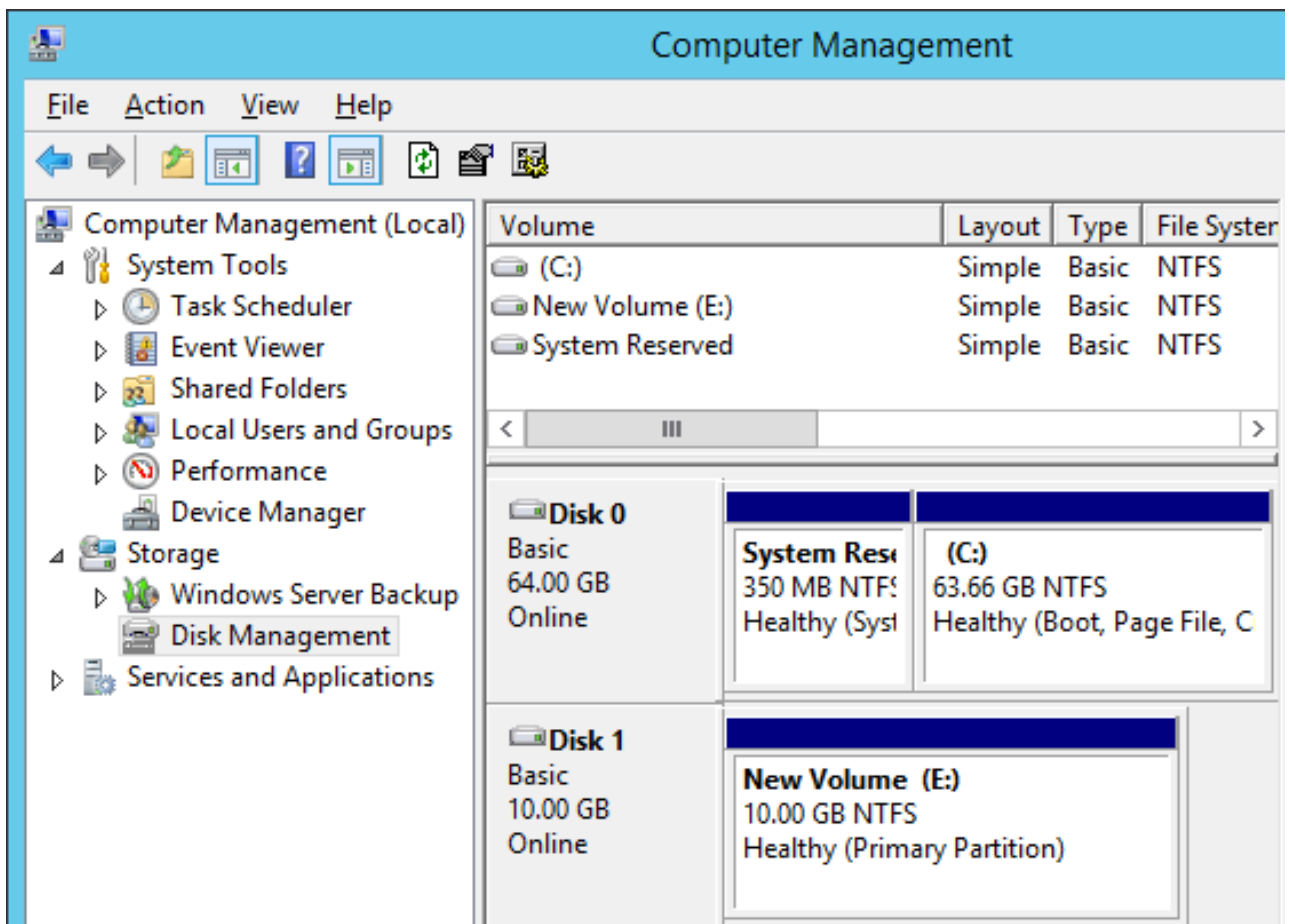 Computer Management
File Action View Help
Computer Management (Local)
System Tools
Task Scheduler
Event Viewer
Shared Folders
Local Users and Groups
Performance
Device Manager
Storage
Windows Server Backup
Disk Management
Services and Applications
Volume Layout Type File System
(C:) Simple Basic NTFS
New Volume (E:) Simple Basic NTFS
System Reserved Simple Basic NTFS
Disk 0
Basic
64.00 GB
Online
System Rese
350 MB NTFS
Healthy (Syst
(C:)
63.66 GB NTFS
Healthy (Boot, Page File, C
Disk 1
Basic
10.00 GB
Online
New Volume (E:)
10.00 GB NTFS
Healthy (Primary Partition)